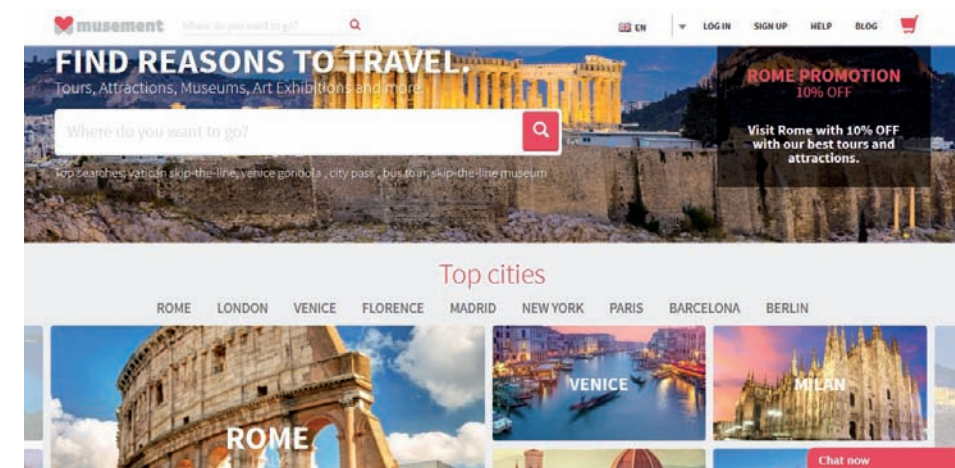 musement
Where do you want to go?
EN
LOG IN
SIGN UP
HELP
BLOG
FIND REASONS TO TRAVEL.
Tours, Attractions, Museums, Art Exhibitions and more.
Where do you want to go?
Top searches: vatican skip-the-line, venice gondola , city pass , bus tour, skip-the-line museum
ROME PROMOTION
10% OFF
Visit Rome with 10% OFF
with our best tours and
attractions.
Top cities
ROME LONDON VENICE FLORENCE MADRID NEW YORK PARIS BARCELONA BERLIN
ROME
VENICE
MILAN
Chat now